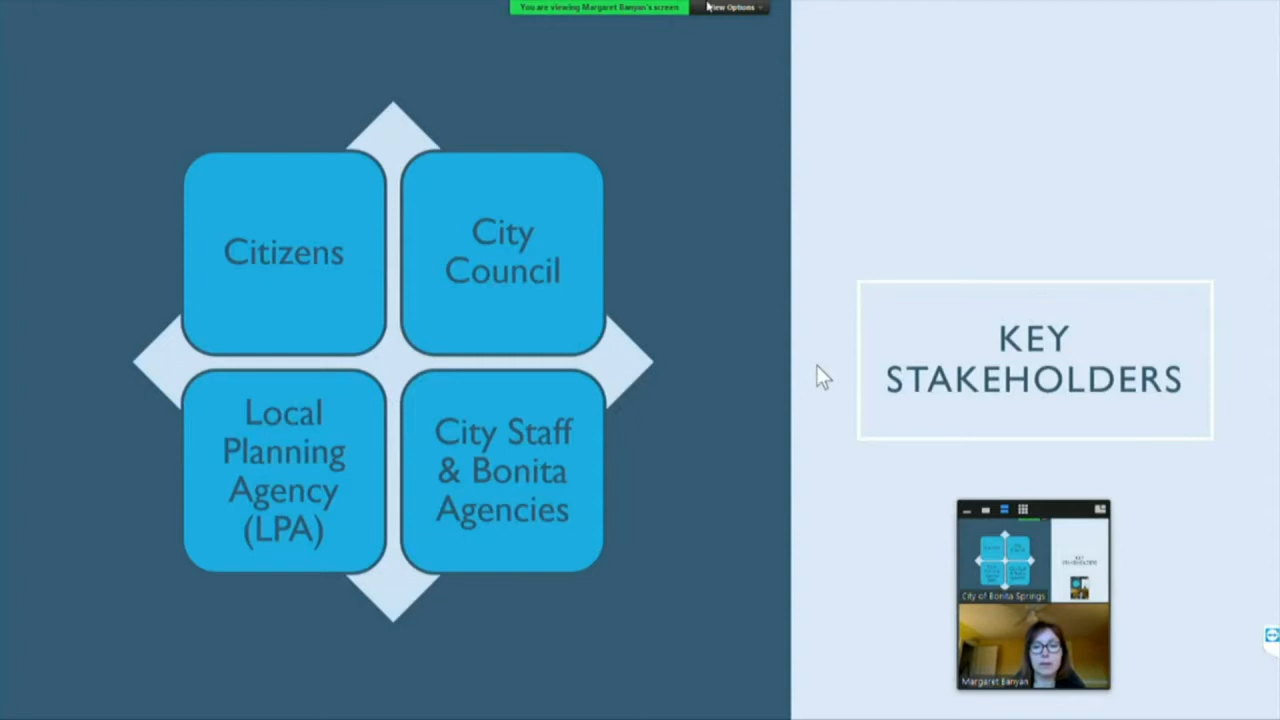 You are viewing Margaret Banyan's screen
View Options
Citizens
City
Council
Local
Planning
Agency
(LPA)
City Staff
& Bonita
Agencies
KEY
STAKEHOLDERS
City of Bonita Springs
Margaret Banyan